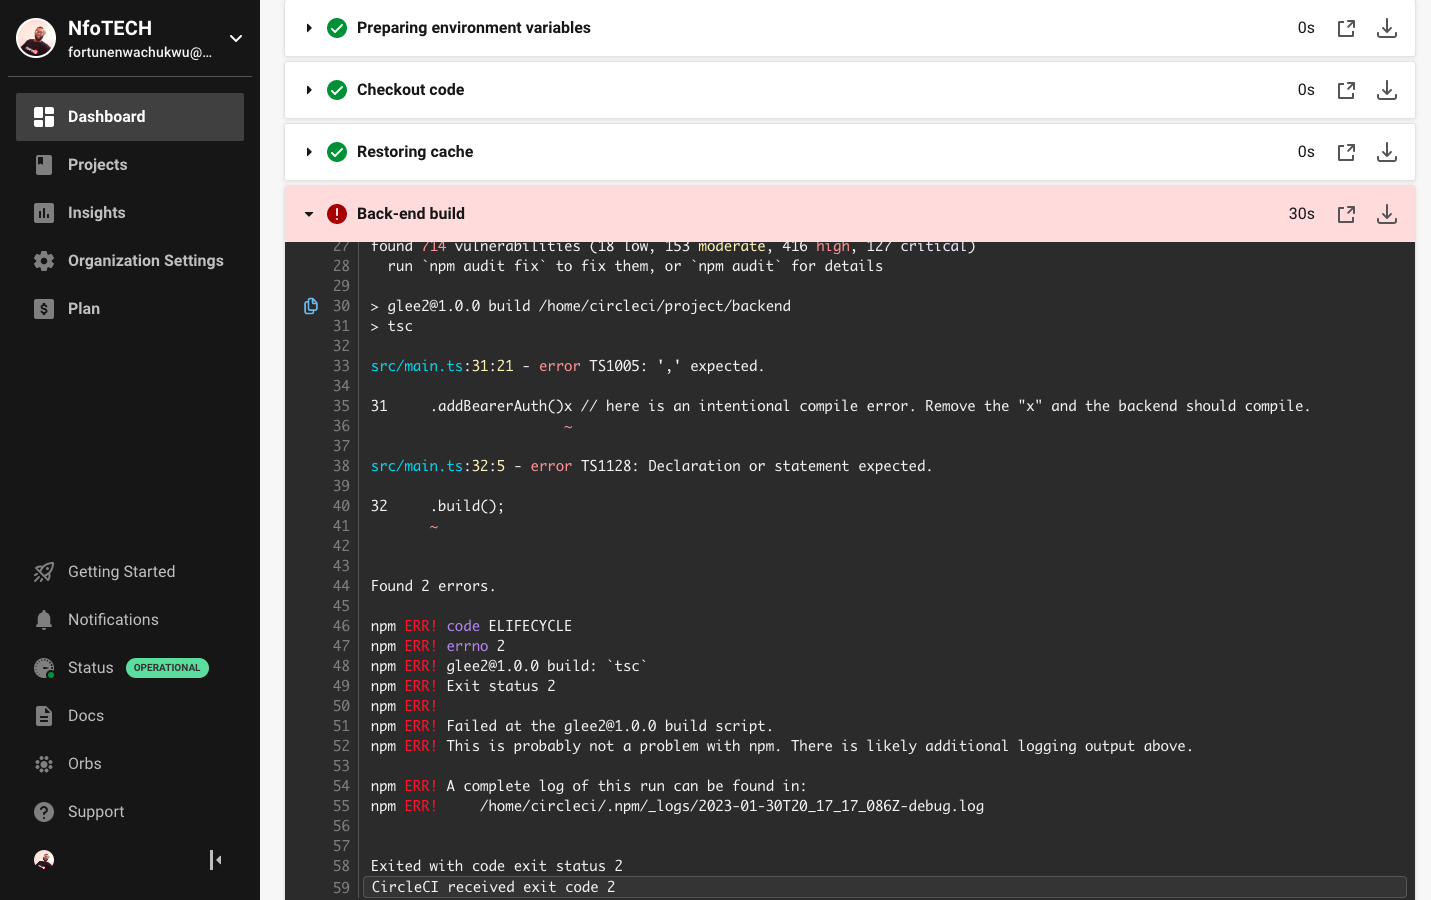 NfoTECH
fortunenwachukwu@...
Dashboard
Projects
Insights
Organization Settings
Plan
Getting Started
Notifications
Status OPERATIONAL
Docs
Orbs
Support
Preparing environment variables 0s
Checkout code 0s
Restoring cache 0s
Back-end build 30s
27 found 714 vulnerabilities (18 low, 153 moderate, 416 high, 127 critical)
28 run `npm audit fix` to fix them, or `npm audit` for details
29
30 > glee2@1.0.0 build /home/circleci/project/backend
31 > tsc
32
33 src/main.ts:31:21 - error TS1005: ',' expected.
34
35 31 .addBearerAuth()x // here is an intentional compile error. Remove the "x" and the backend should compile.
36 ~
37
38 src/main.ts:32:5 - error TS1128: Declaration or statement expected.
39
40 32 .build();
41 ~
42
43
44 Found 2 errors.
45
46 npm ERR! code ELIFECYCLE
47 npm ERR! errno 2
48 npm ERR! glee2@1.0.0 build: `tsc`
49 npm ERR! Exit status 2
50 npm ERR!
51 npm ERR! Failed at the glee2@1.0.0 build script.
52 npm ERR! This is probably not a problem with npm. There is likely additional logging output above.
53
54 npm ERR! A complete log of this run can be found in:
55 npm ERR! /home/circleci/.npm/_logs/2023-01-30T20_17_17_086Z-debug.log
56
57
58 Exited with code exit status 2
59 CircleCI received exit code 2